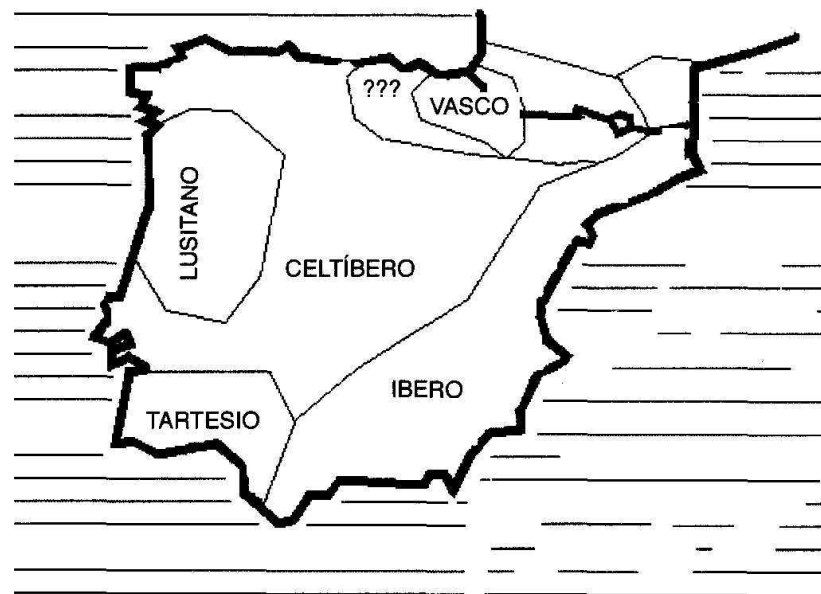 ???
VASCO
LUSITANO
CELTÍBERO
IBERO
TARTESIO